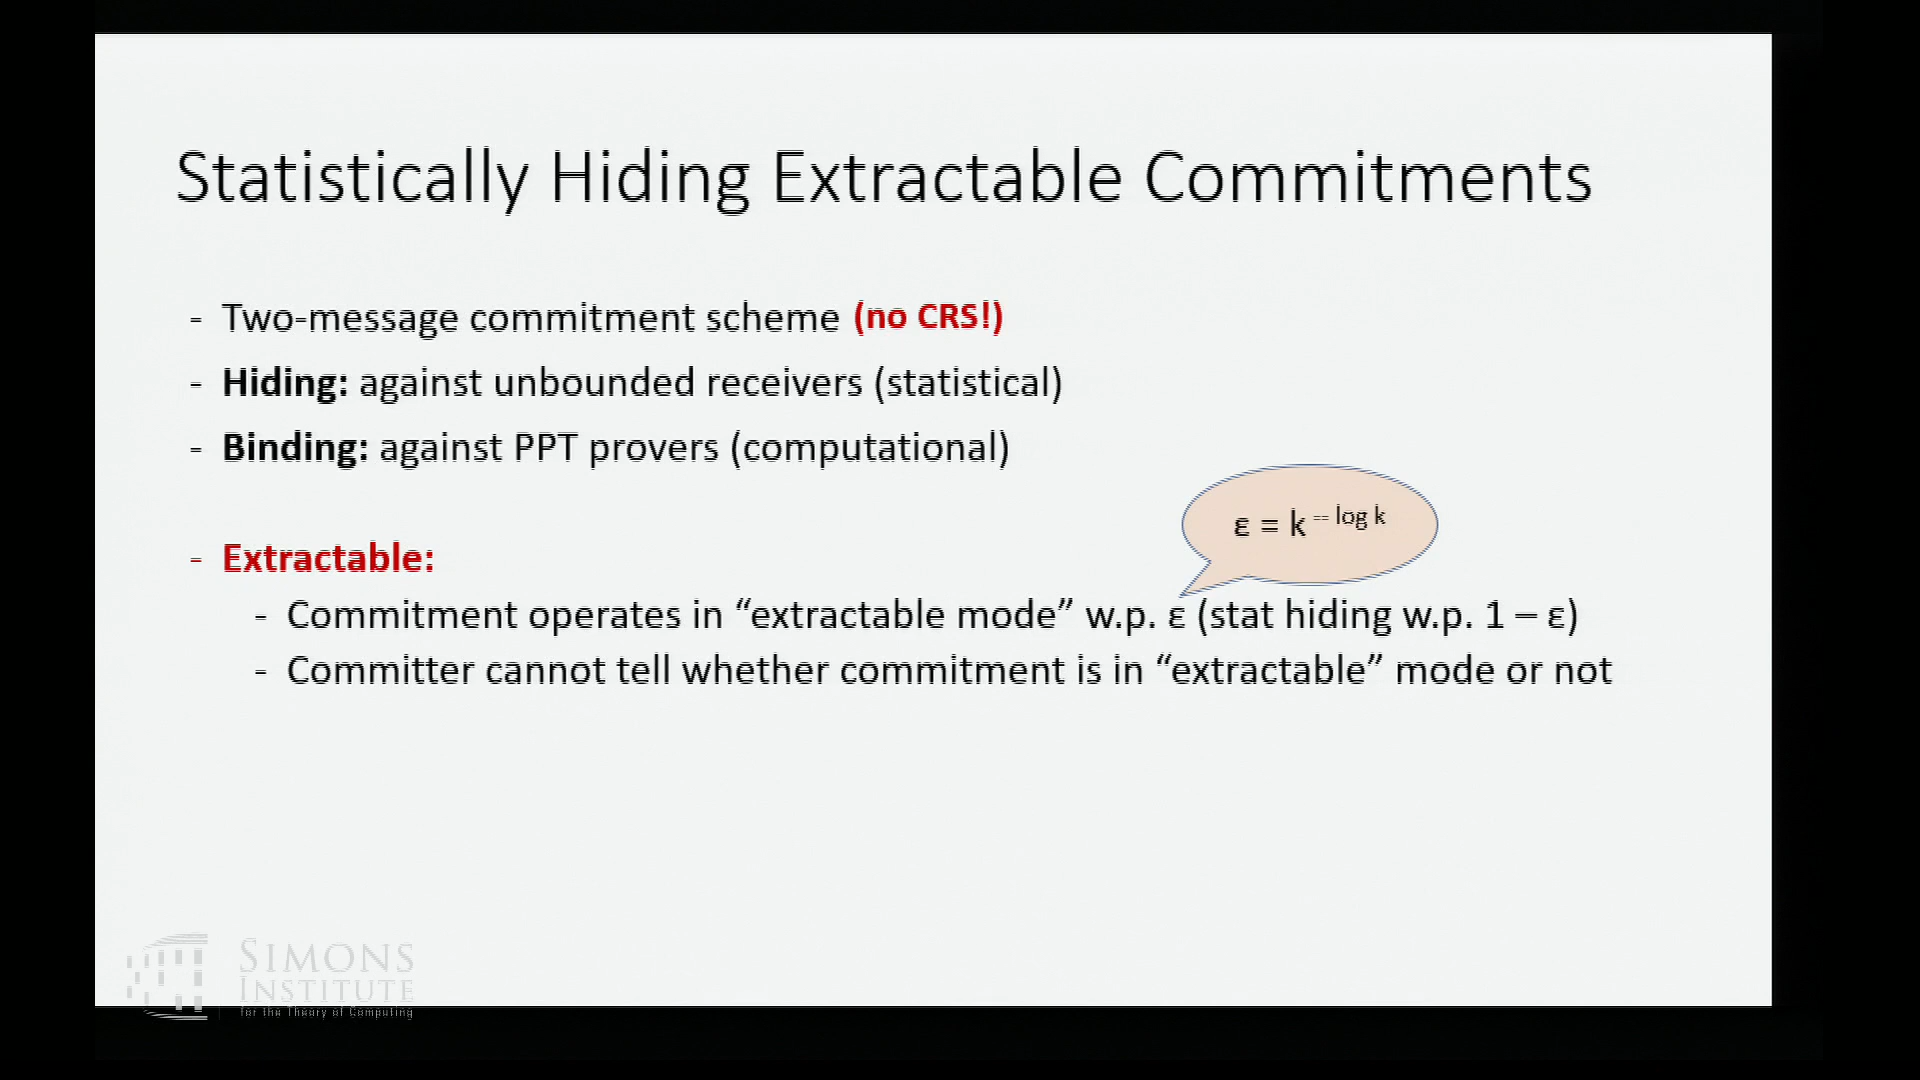 Statistically Hiding Extractable Commitments
- Two-message commitment scheme (no CRS!)
- Hiding: against unbounded receivers (statistical)
- Binding: against PPT provers (computational)
ε = k – log k
- Extractable:
- Commitment operates in “extractable mode” w.p. ε (stat hiding w.p. 1 – ε)
- Committer cannot tell whether commitment is in “extractable” mode or not
SIMONS
INSTITUTE
for the Theory of Computing